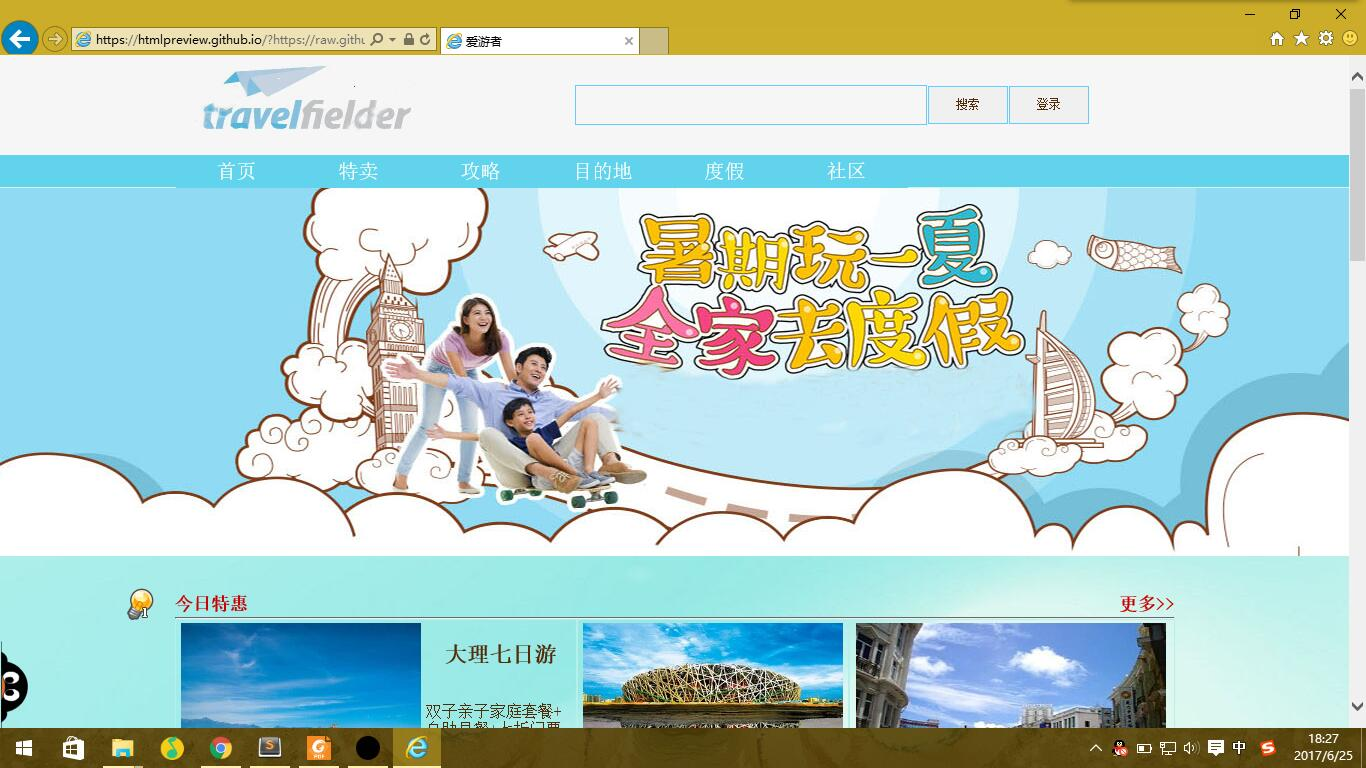 https://htmlpreview.github.io/?https://raw.githu
爱游者
travelfielder
搜索
登录
首页
特卖
攻略
目的地
度假
社区
暑期玩一夏
全家去度假
1
今日特惠
更多>>
大理七日游
双子亲子家庭套餐+
中
18:27
2017/6/25